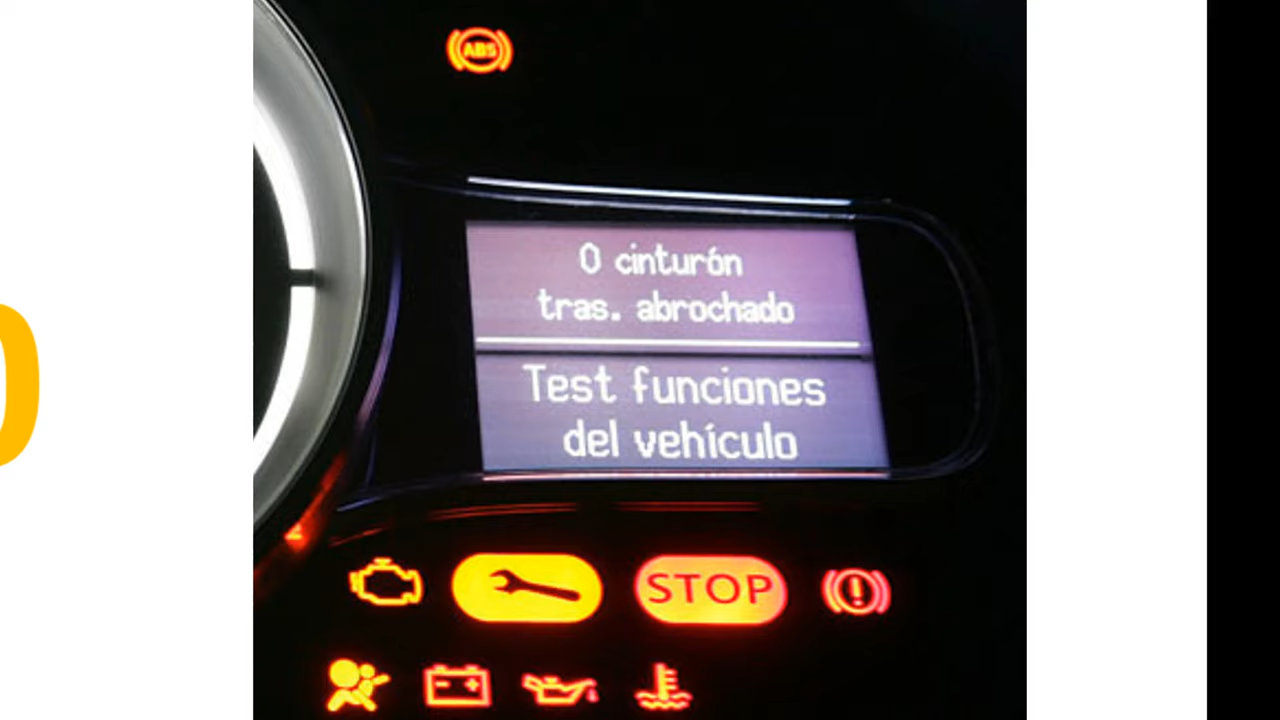 ABS
0 cinturón
tras. abrochado
Test funciones
del vehículo
STOP